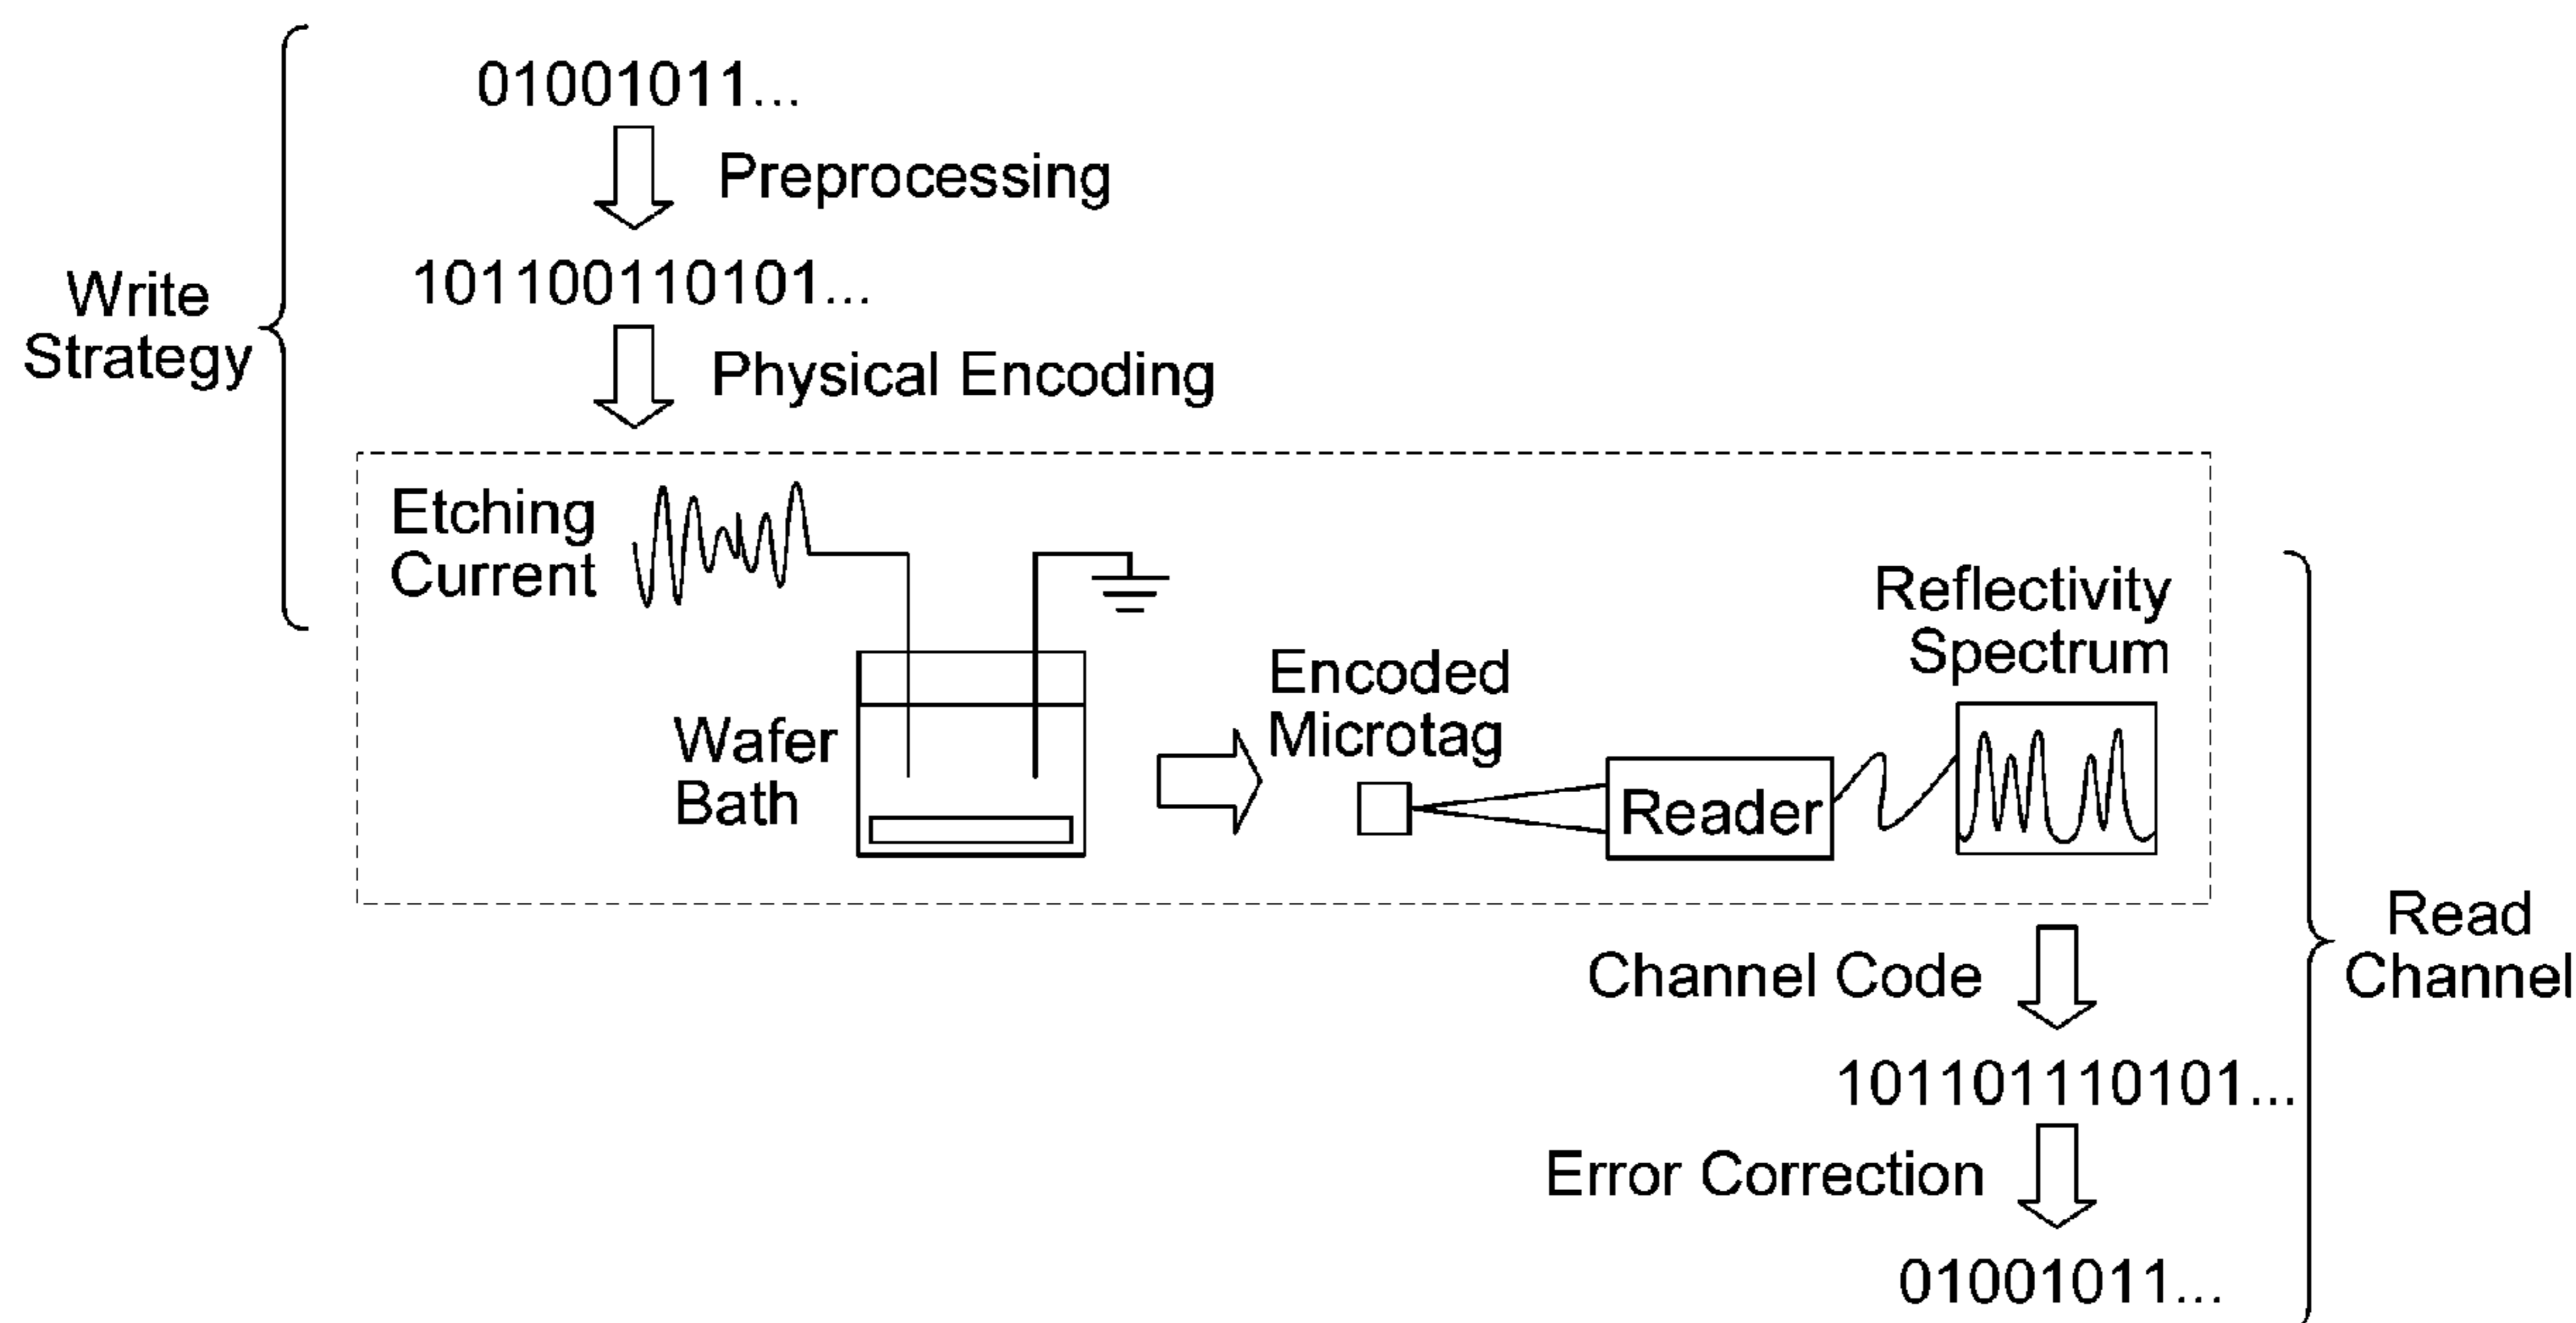 01001011...
Preprocessing
101100110101...
Write
Strategy
Physical Encoding
Etching
Current
Reflectivity
Spectrum
Encoded
Microtag
Wafer
Bath
Reader
Read
Channel
Channel Code
101101110101...
Error Correction
01001011...